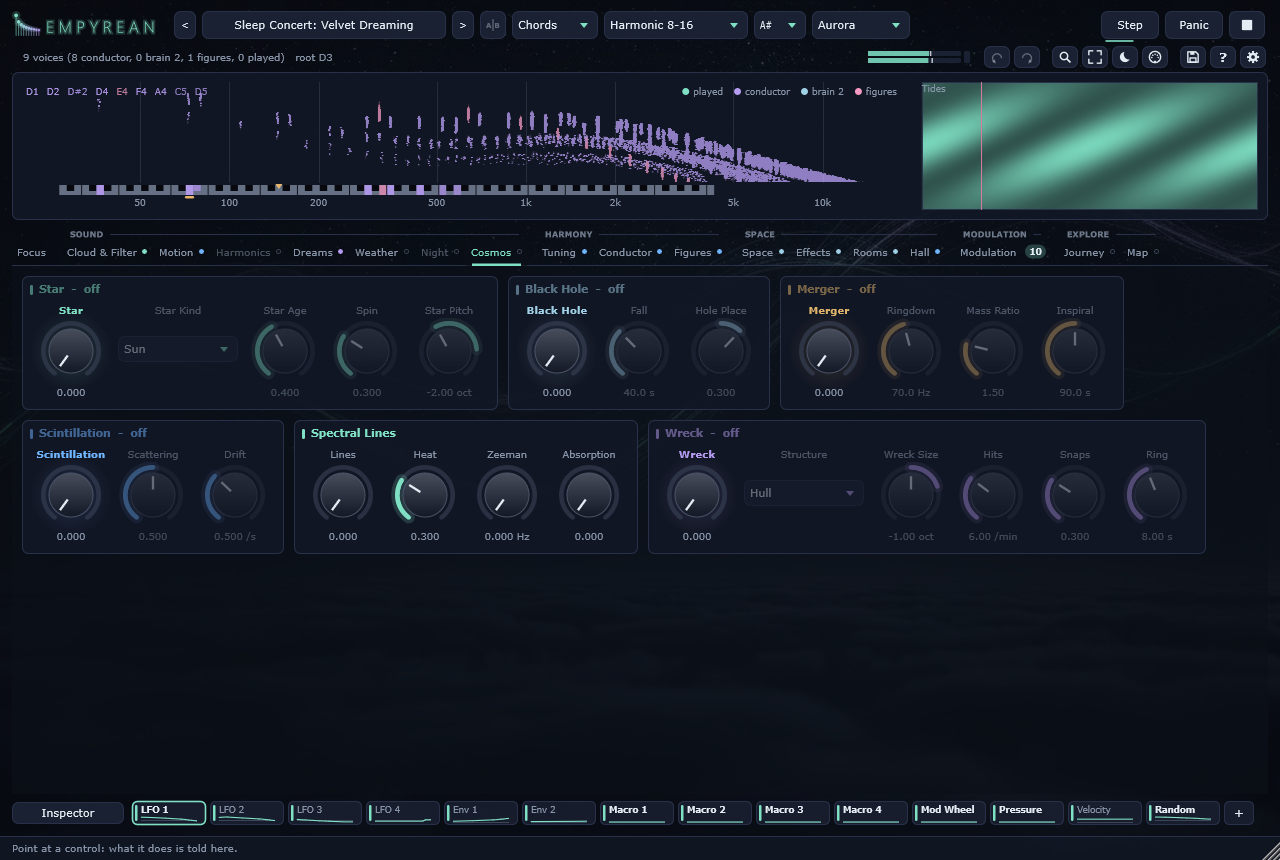 EMPYREAN < Sleep Concert: Velvet Dreaming > A|B Chords Harmonic 8-16 A# Aurora Step Panic
9 voices (8 conductor, 0 brain 2, 1 figures, 0 played) root D3 ?
D1 D2 D#2 D4 E4 F4 A4 C5 D5 played conductor brain 2 figures Tides
50 100 200 500 1k 2k 5k 10k
SOUND HARMONY SPACE MODULATION EXPLORE
Focus Cloud & Filter Motion Harmonics Dreams Weather Night Cosmos Tuning Conductor Figures Space Effects Rooms Hall Modulation 10 Journey Map
Star - off Black Hole - off Merger - off
Star Star Kind Star Age Spin Star Pitch Black Hole Fall Hole Place Merger Ringdown Mass Ratio Inspiral
Sun
0.000 0.400 0.300 -2.00 oct 0.000 40.0 s 0.300 0.000 70.0 Hz 1.50 90.0 s
Scintillation - off Spectral Lines Wreck - off
Scintillation Scattering Drift Lines Heat Zeeman Absorption Wreck Structure Wreck Size Hits Snaps Ring
Hull
0.000 0.500 0.500 /s 0.000 0.300 0.000 Hz 0.000 0.000 -1.00 oct 6.00 /min 0.300 8.00 s
Inspector LFO 1 LFO 2 LFO 3 LFO 4 Env 1 Env 2 Macro 1 Macro 2 Macro 3 Macro 4 Mod Wheel Pressure Velocity Random +
Point at a control: what it does is told here.